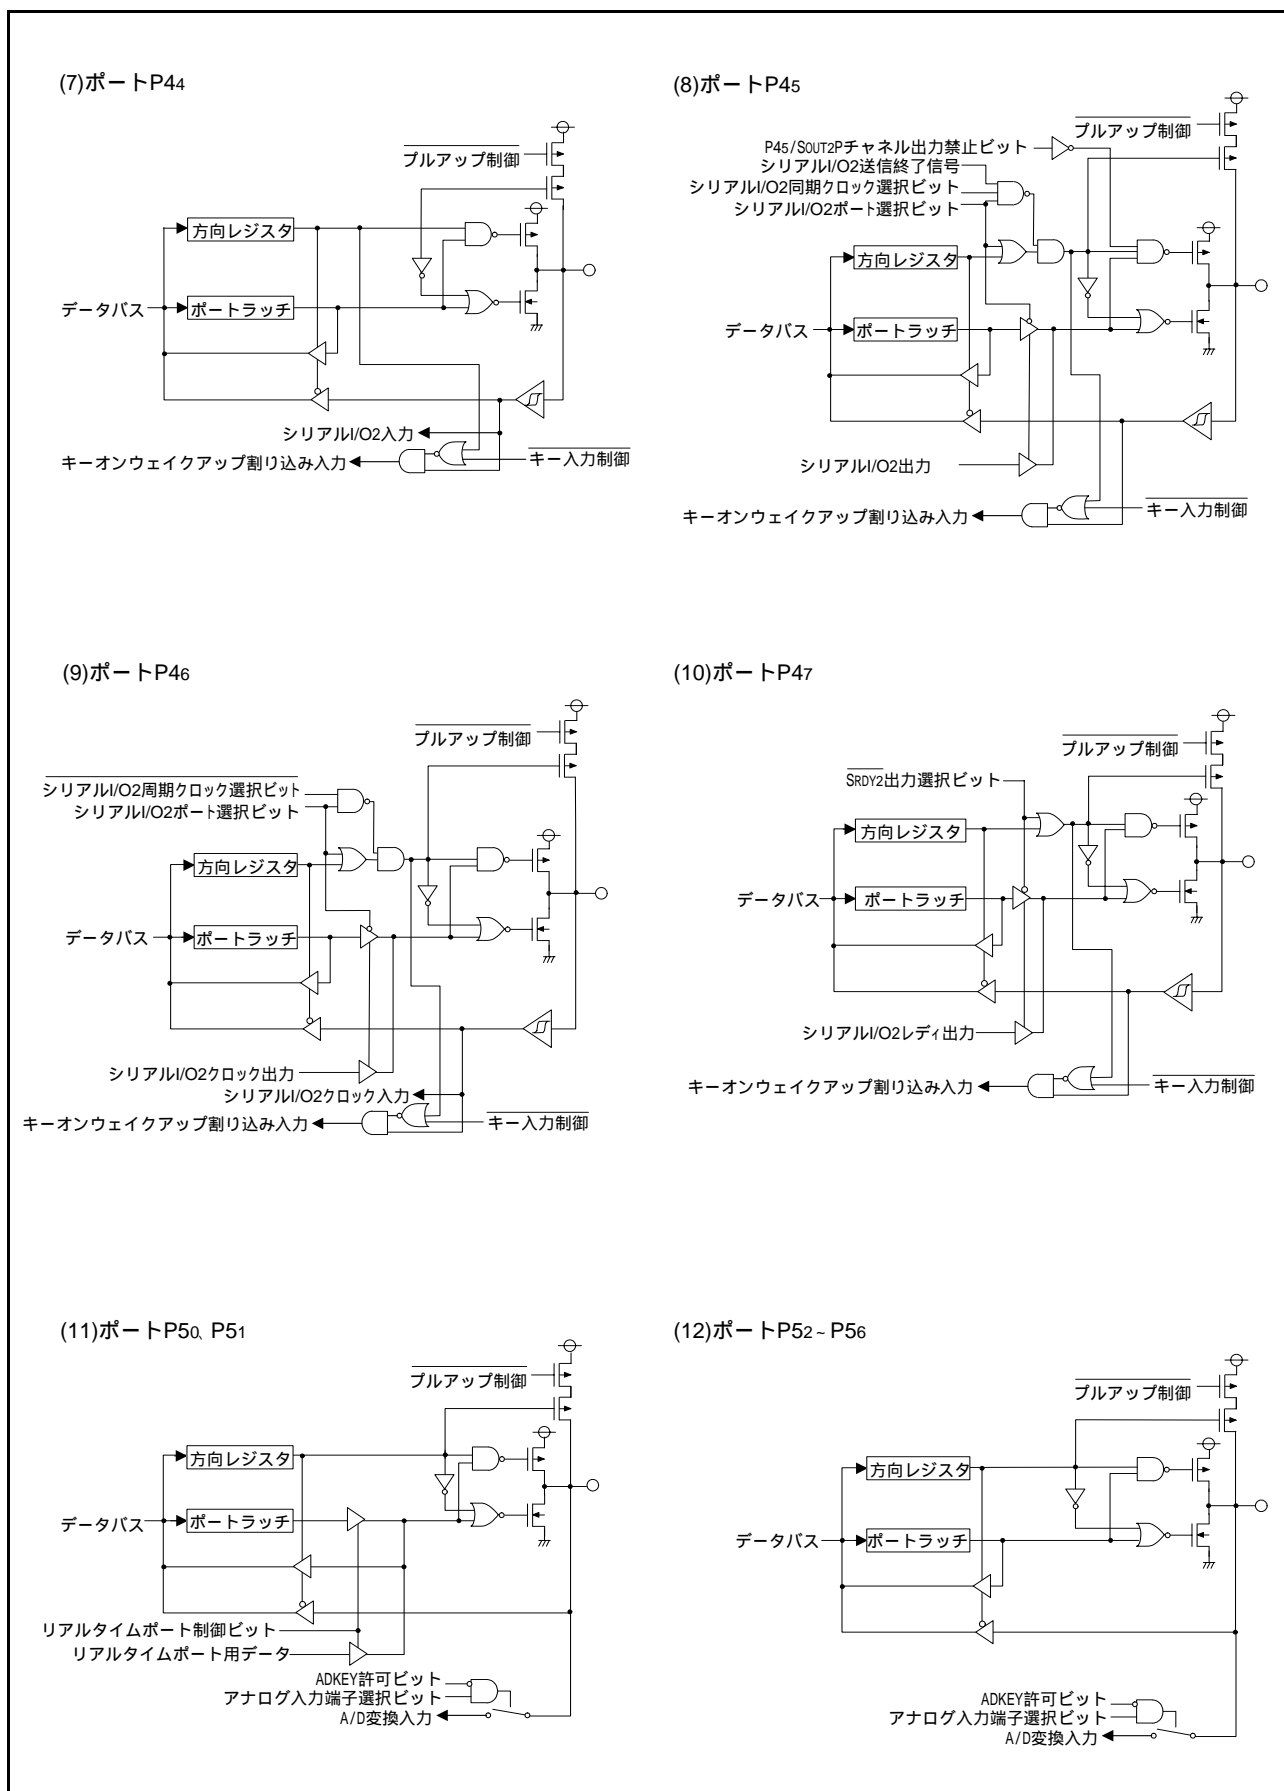 (7)ポートP44
プルアップ制御
方向レジスタ
データバス
ポートラッチ
シリアルI/O2入力
キーオンウェイクアップ割り込み入力
キー入力制御
(8)ポートP45
プルアップ制御
P45/SOUT2Pチャネル出力禁止ビット
シリアルI/O2送信終了信号
シリアルI/O2同期クロック選択ビット
シリアルI/O2ポート選択ビット
方向レジスタ
データバス
ポートラッチ
シリアルI/O2出力
キーオンウェイクアップ割り込み入力
キー入力制御
(9)ポートP46
プルアップ制御
シリアルI/O2周期クロック選択ビット
シリアルI/O2ポート選択ビット
方向レジスタ
データバス
ポートラッチ
シリアルI/O2クロック出力
シリアルI/O2クロック入力
キーオンウェイクアップ割り込み入力
キー入力制御
(10)ポートP47
プルアップ制御
SRDY2出力選択ビット
方向レジスタ
データバス
ポートラッチ
シリアルI/O2レディ出力
キーオンウェイクアップ割り込み入力
キー入力制御
(11)ポートP50、P51
プルアップ制御
方向レジスタ
データバス
ポートラッチ
リアルタイムポート制御ビット
リアルタイムポート用データ
ADKEY許可ビット
アナログ入力端子選択ビット
A/D変換入力
(12)ポートP52~P56
プルアップ制御
方向レジスタ
データバス
ポートラッチ
ADKEY許可ビット
アナログ入力端子選択ビット
A/D変換入力